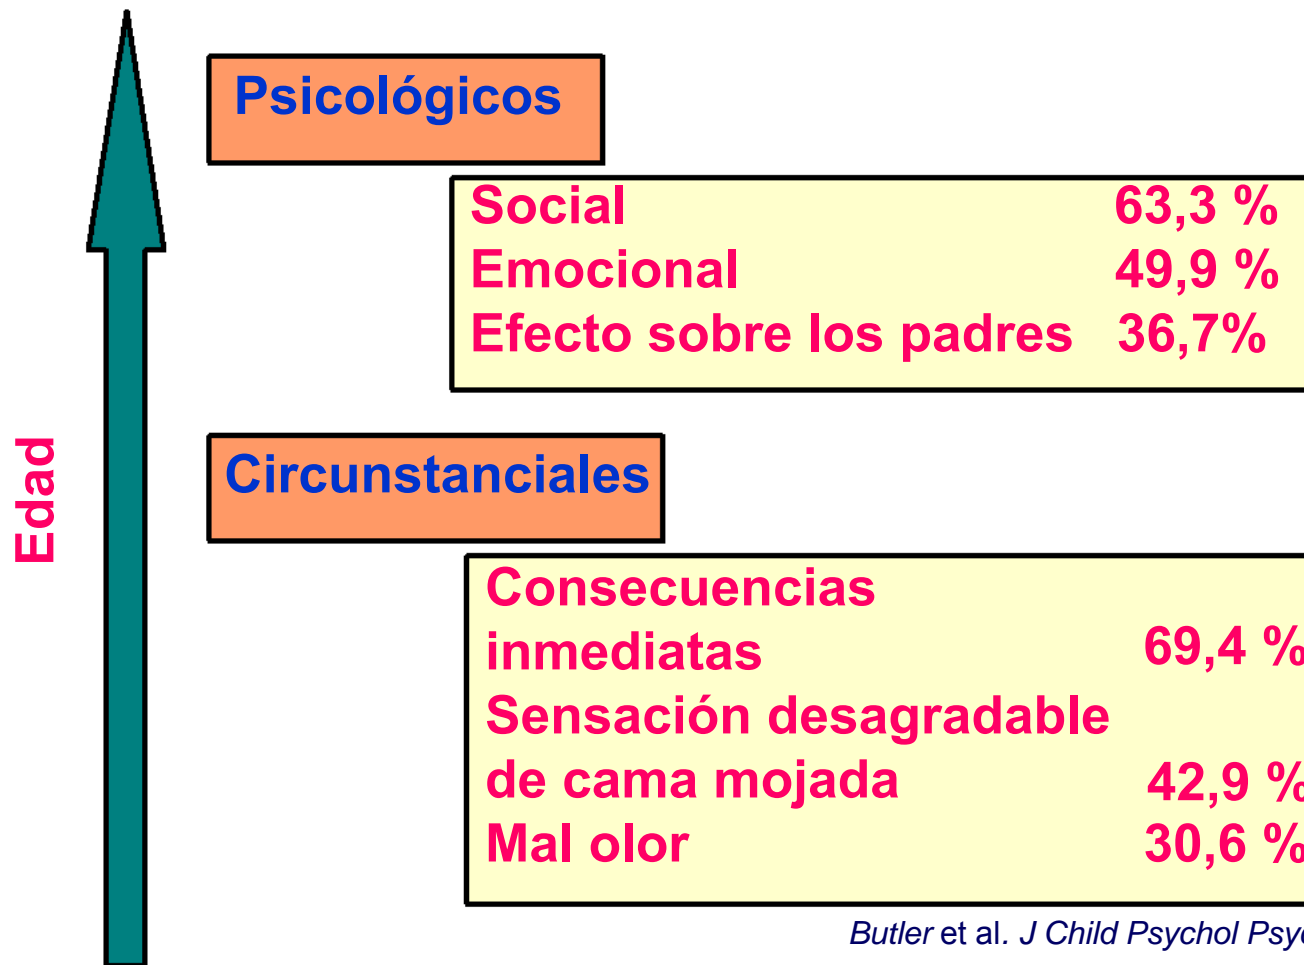 Psicológicos
Social 63,3 %
Emocional 49,9 %
Efecto sobre los padres 36,7%
Edad
Circunstanciales
Consecuencias
inmediatas 69,4 %
Sensación desagradable
de cama mojada 42,9 %
Mal olor 30,6 %
Butler et al. J Child Psychol